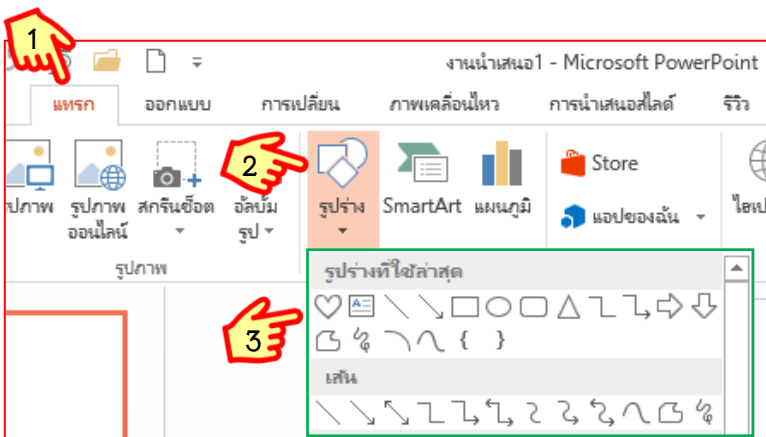 1
งานนำเสนอ1 - Microsoft PowerPoint
แทรก ออกแบบ การเปลี่ยน ภาพเคลื่อนไหว การนำเสนอสไลด์ รีวิว
2
Store
รูปภาพ สกรีนช็อต อัลบั้ม รูปร่าง SmartArt แผนภูมิ
ออนไลน์ รูป
แอปของฉัน
รูปภาพ
รูปร่างที่ใช้ล่าสุด
3
เส้น